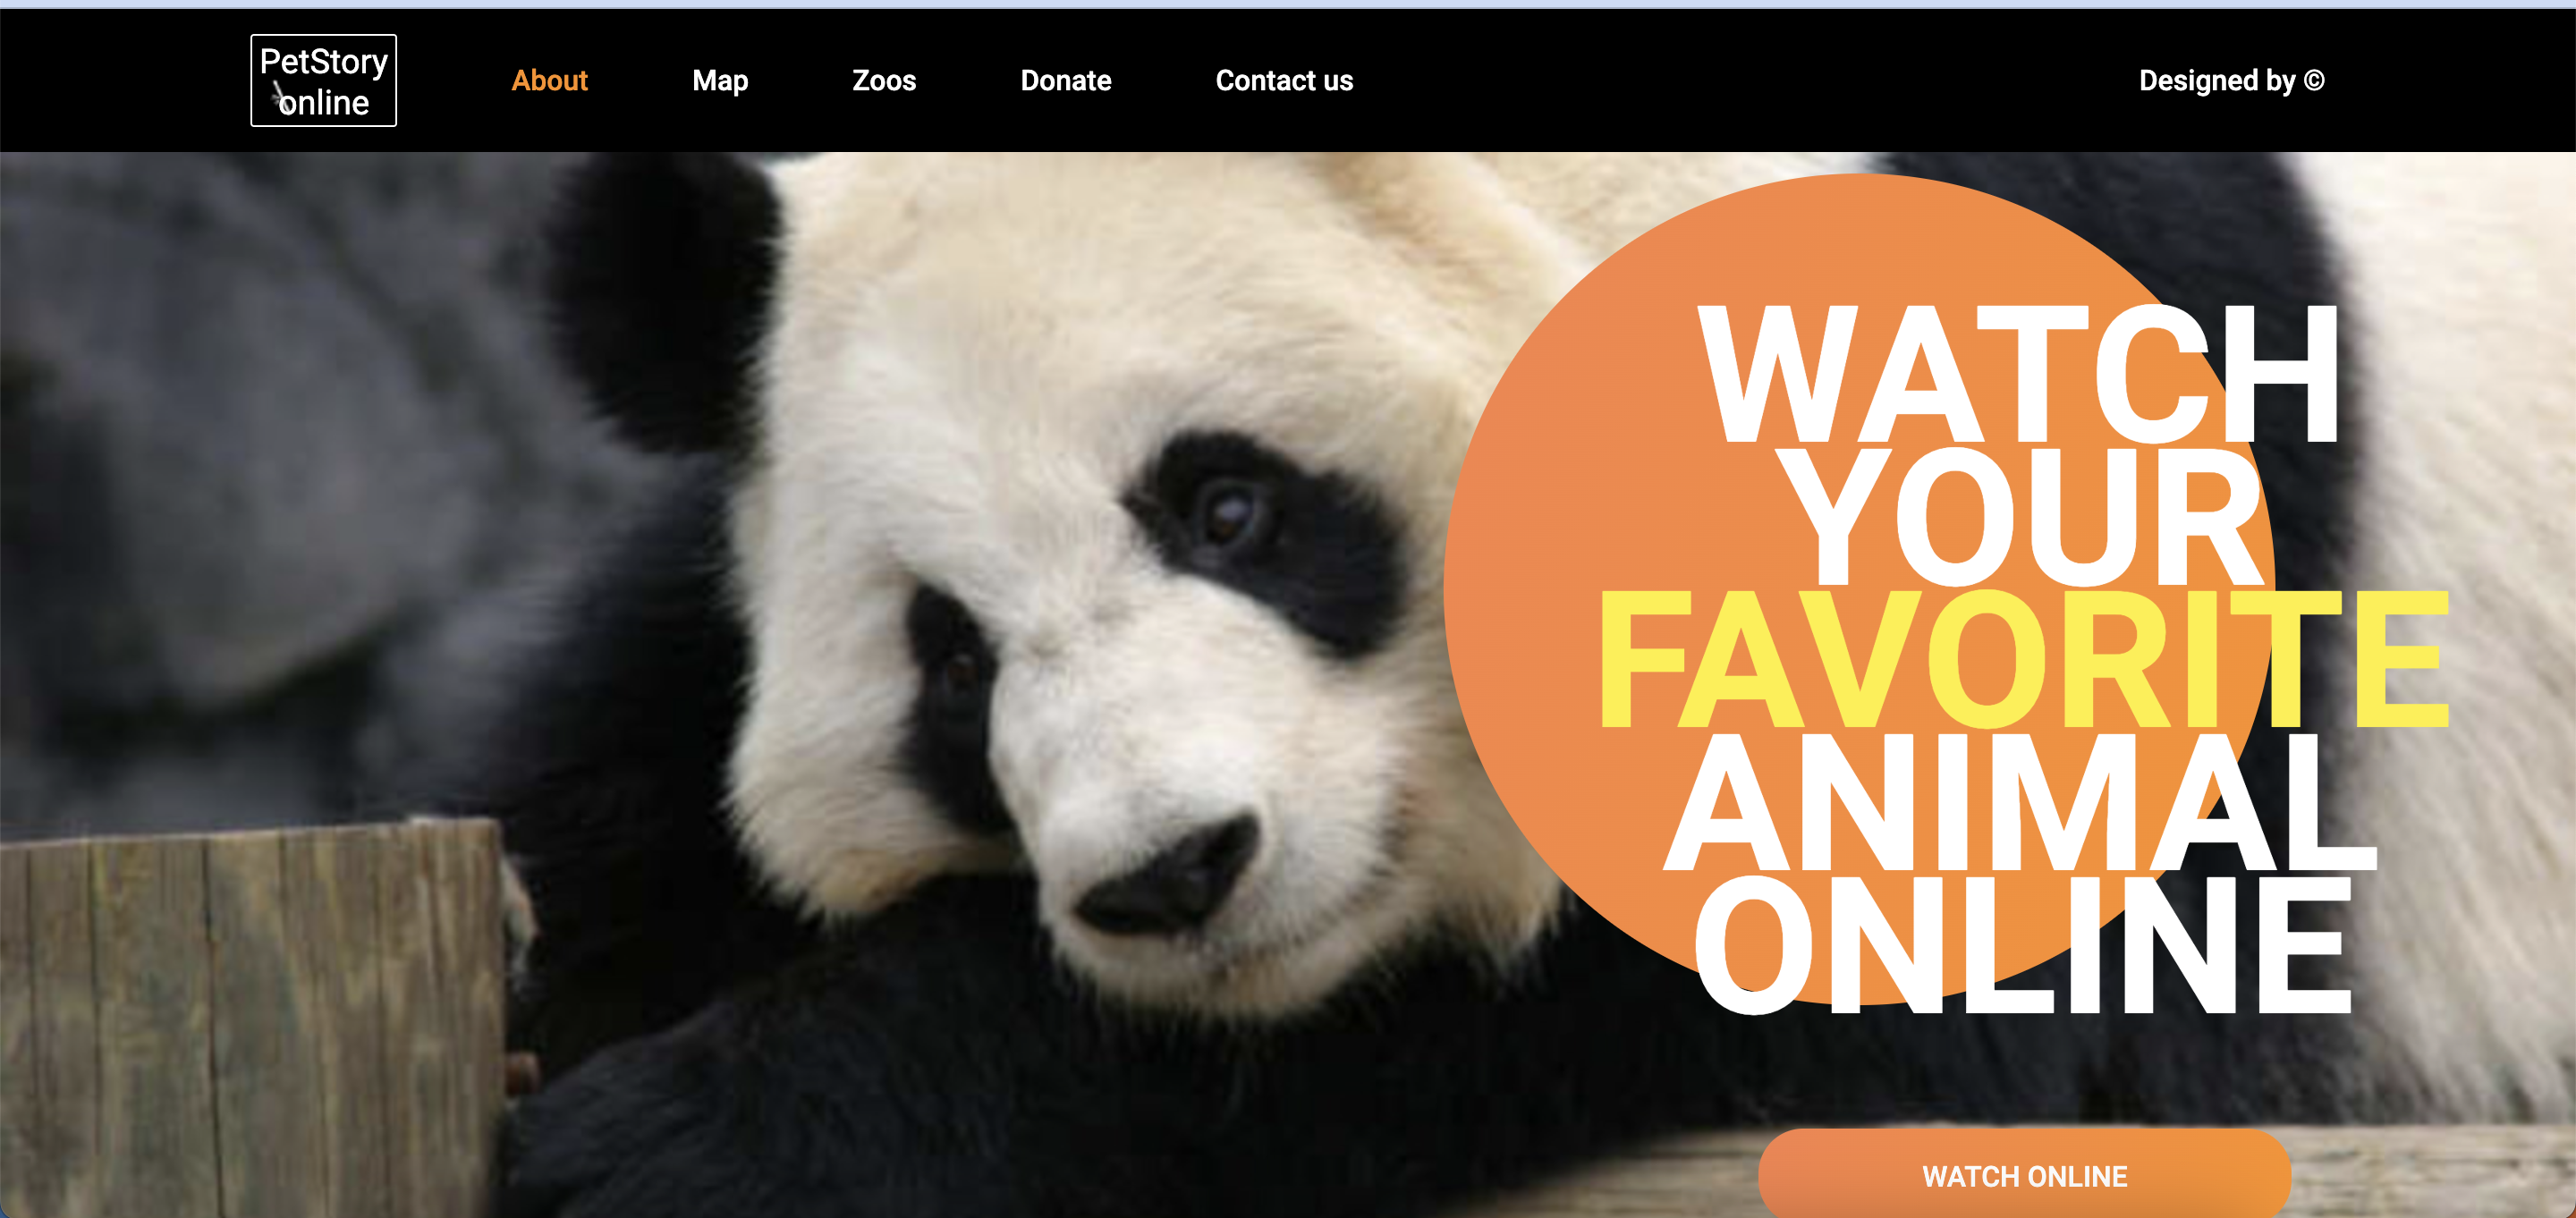 PetStory
online
About
Map
Zoos
Donate
Contact us
Designed by ©
WATCH
YOUR
FAVORITE
ANIMAL
ONLINE
WATCH ONLINE